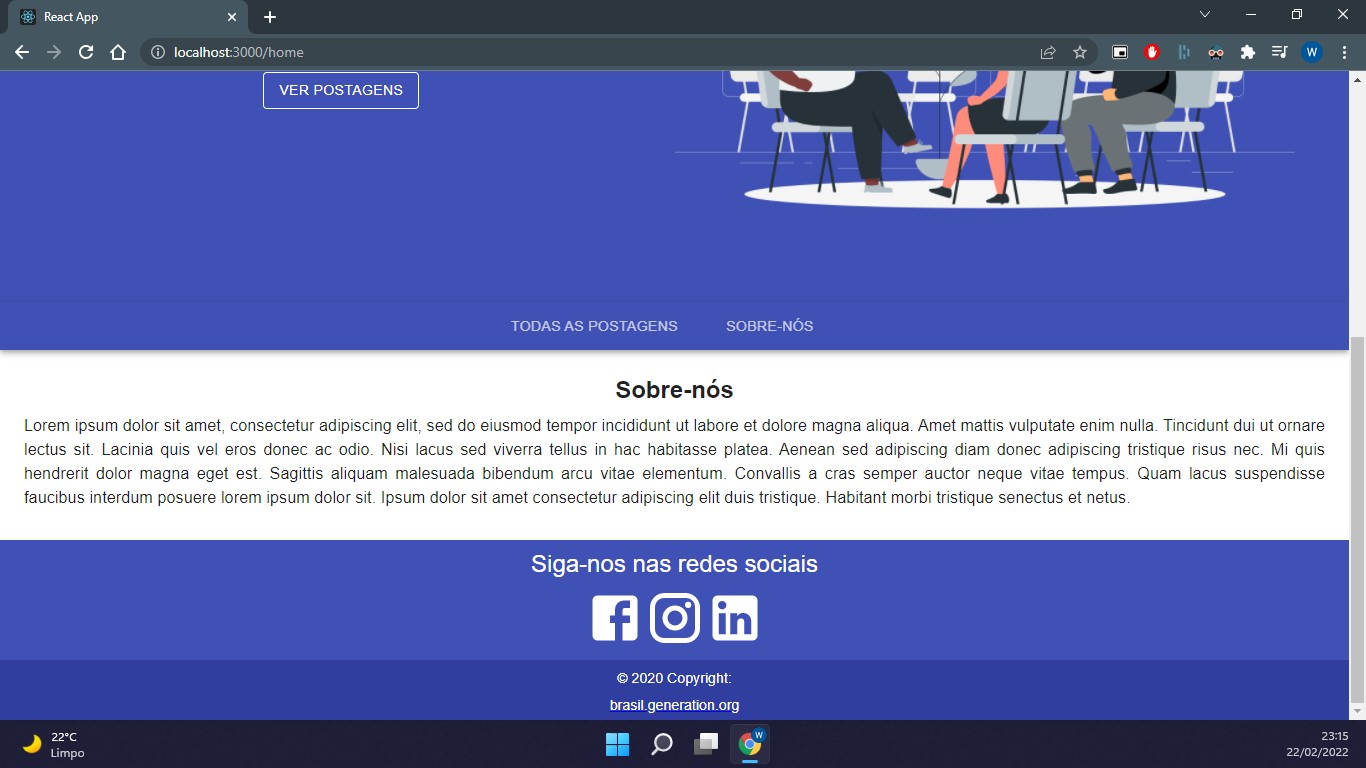 React App
localhost:3000/home
W
VER POSTAGENS
TODAS AS POSTAGENS SOBRE-NÓS
Sobre-nós
Lorem ipsum dolor sit amet, consectetur adipiscing elit, sed do eiusmod tempor incididunt ut labore et dolore magna aliqua. Amet mattis vulputate enim nulla. Tincidunt dui ut ornare
lectus sit. Lacinia quis vel eros donec ac odio. Nisi lacus sed viverra tellus in hac habitasse platea. Aenean sed adipiscing diam donec adipiscing tristique risus nec. Mi quis
hendrerit dolor magna eget est. Sagittis aliquam malesuada bibendum arcu vitae elementum. Convallis a cras semper auctor neque vitae tempus. Quam lacus suspendisse
faucibus interdum posuere lorem ipsum dolor sit. Ipsum dolor sit amet consectetur adipiscing elit duis tristique. Habitant morbi tristique senectus et netus.
Siga-nos nas redes sociais
© 2020 Copyright:
brasil.generation.org
22°C
Limpo
W
23:15
22/02/2022